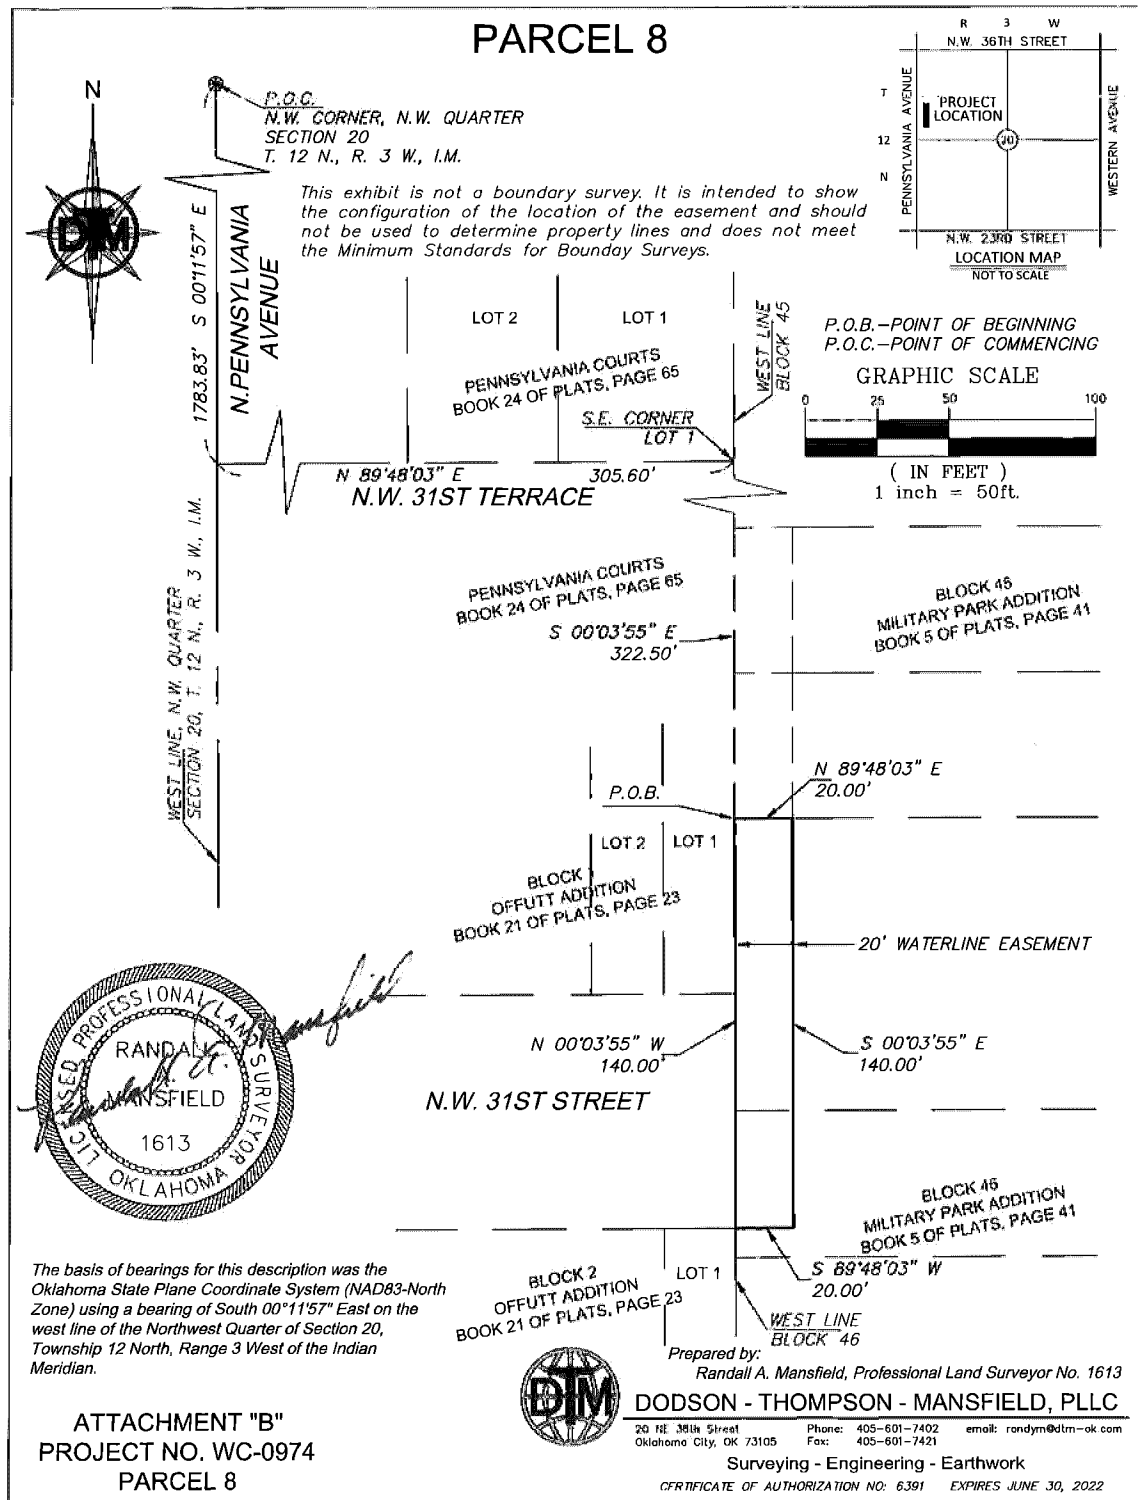 PARCEL 8
R 3 W
N.W. 36TH STREET
T
12
N
PENNSYLVANIA AVENUE
PROJECT
LOCATION
20
WESTERN AVENUE
N.W. 23RD STREET
LOCATION MAP
NOT TO SCALE
N
DTM
P.O.C.
N.W. CORNER, N.W. QUARTER
SECTION 20
T. 12 N., R. 3 W., I.M.
This exhibit is not a boundary survey. It is intended to show
the configuration of the location of the easement and should
not be used to determine property lines and does not meet
the Minimum Standards for Bounday Surveys.
1783.83' S 00°11'57" E
N.PENNSYLVANIA
AVENUE
LOT 2
LOT 1
WEST LINE
BLOCK 45
PENNSYLVANIA COURTS
BOOK 24 OF PLATS, PAGE 65
S.E. CORNER
LOT 1
P.O.B.-POINT OF BEGINNING
P.O.C.-POINT OF COMMENCING
GRAPHIC SCALE
0 25 50 100
( IN FEET )
1 inch = 50ft.
N 89°48'03" E 305.60'
N.W. 31ST TERRACE
WEST LINE, N.W. QUARTER
SECTION 20, T. 12 N., R. 3 W., I.M.
PENNSYLVANIA COURTS
BOOK 24 OF PLATS, PAGE 65
S 00°03'55" E
322.50'
BLOCK 45
MILITARY PARK ADDITION
BOOK 5 OF PLATS, PAGE 41
N 89°48'03" E
20.00'
P.O.B.
LOT 2
LOT 1
BLOCK 1
OFFUTT ADDITION
BOOK 21 OF PLATS, PAGE 23
20' WATERLINE EASEMENT
N 00°03'55" W
140.00'
S 00°03'55" E
140.00'
N.W. 31ST STREET
LICENSED PROFESSIONAL LAND SURVEYOR
RANDALL
A.
MANSFIELD
1613
OKLAHOMA
Randall A. Mansfield
BLOCK 46
MILITARY PARK ADDITION
BOOK 5 OF PLATS, PAGE 41
The basis of bearings for this description was the
Oklahoma State Plane Coordinate System (NAD83-North
Zone) using a bearing of South 00°11'57" East on the
west line of the Northwest Quarter of Section 20,
Township 12 North, Range 3 West of the Indian
Meridian.
BLOCK 2
OFFUTT ADDITION
BOOK 21 OF PLATS, PAGE 23
LOT 1
S 89°48'03" W
20.00'
WEST LINE
BLOCK 46
Prepared by:
Randall A. Mansfield, Professional Land Surveyor No. 1613
DTM
DODSON - THOMPSON - MANSFIELD, PLLC
20 NE 38th Street Phone: 405-601-7402 email: randym@dtm-ok.com
Oklahoma City, OK 73105 Fax: 405-601-7421
Surveying - Engineering - Earthwork
CERTIFICATE OF AUTHORIZATION NO: 6391 EXPIRES JUNE 30, 2022
ATTACHMENT "B"
PROJECT NO. WC-0974
PARCEL 8